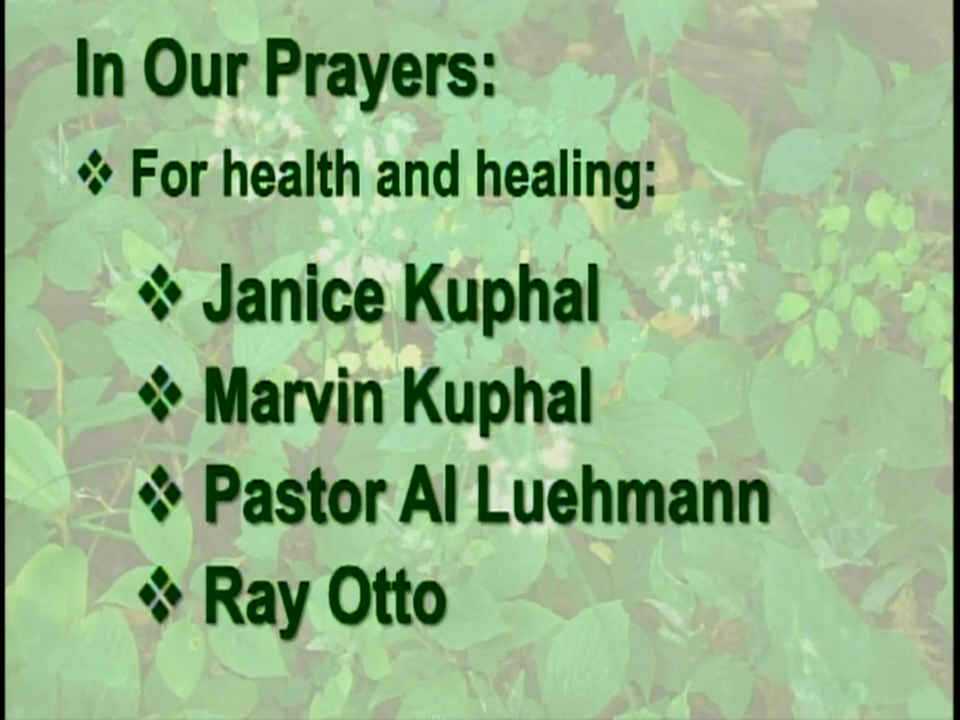 In Our Prayers:
❖ For health and healing:
❖ Janice Kuphal
❖ Marvin Kuphal
❖ Pastor Al Luehmann
❖ Ray Otto